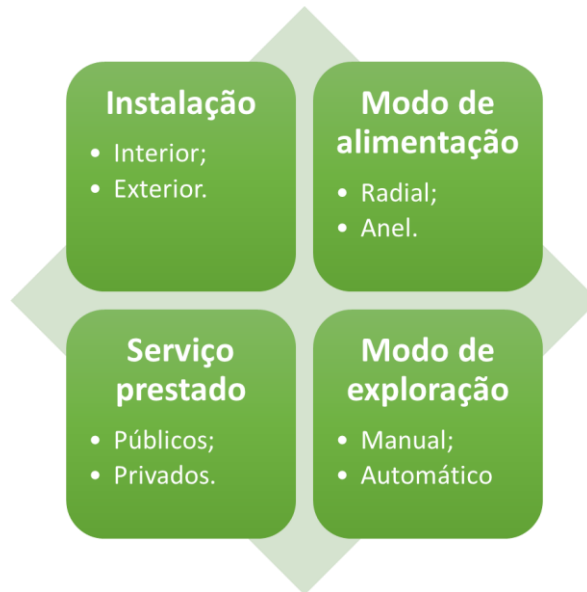 Instalação
• Interior;
• Exterior.
Modo de
alimentação
• Radial;
• Anel.
Serviço
prestado
• Públicos;
• Privados.
Modo de
exploração
• Manual;
• Automático